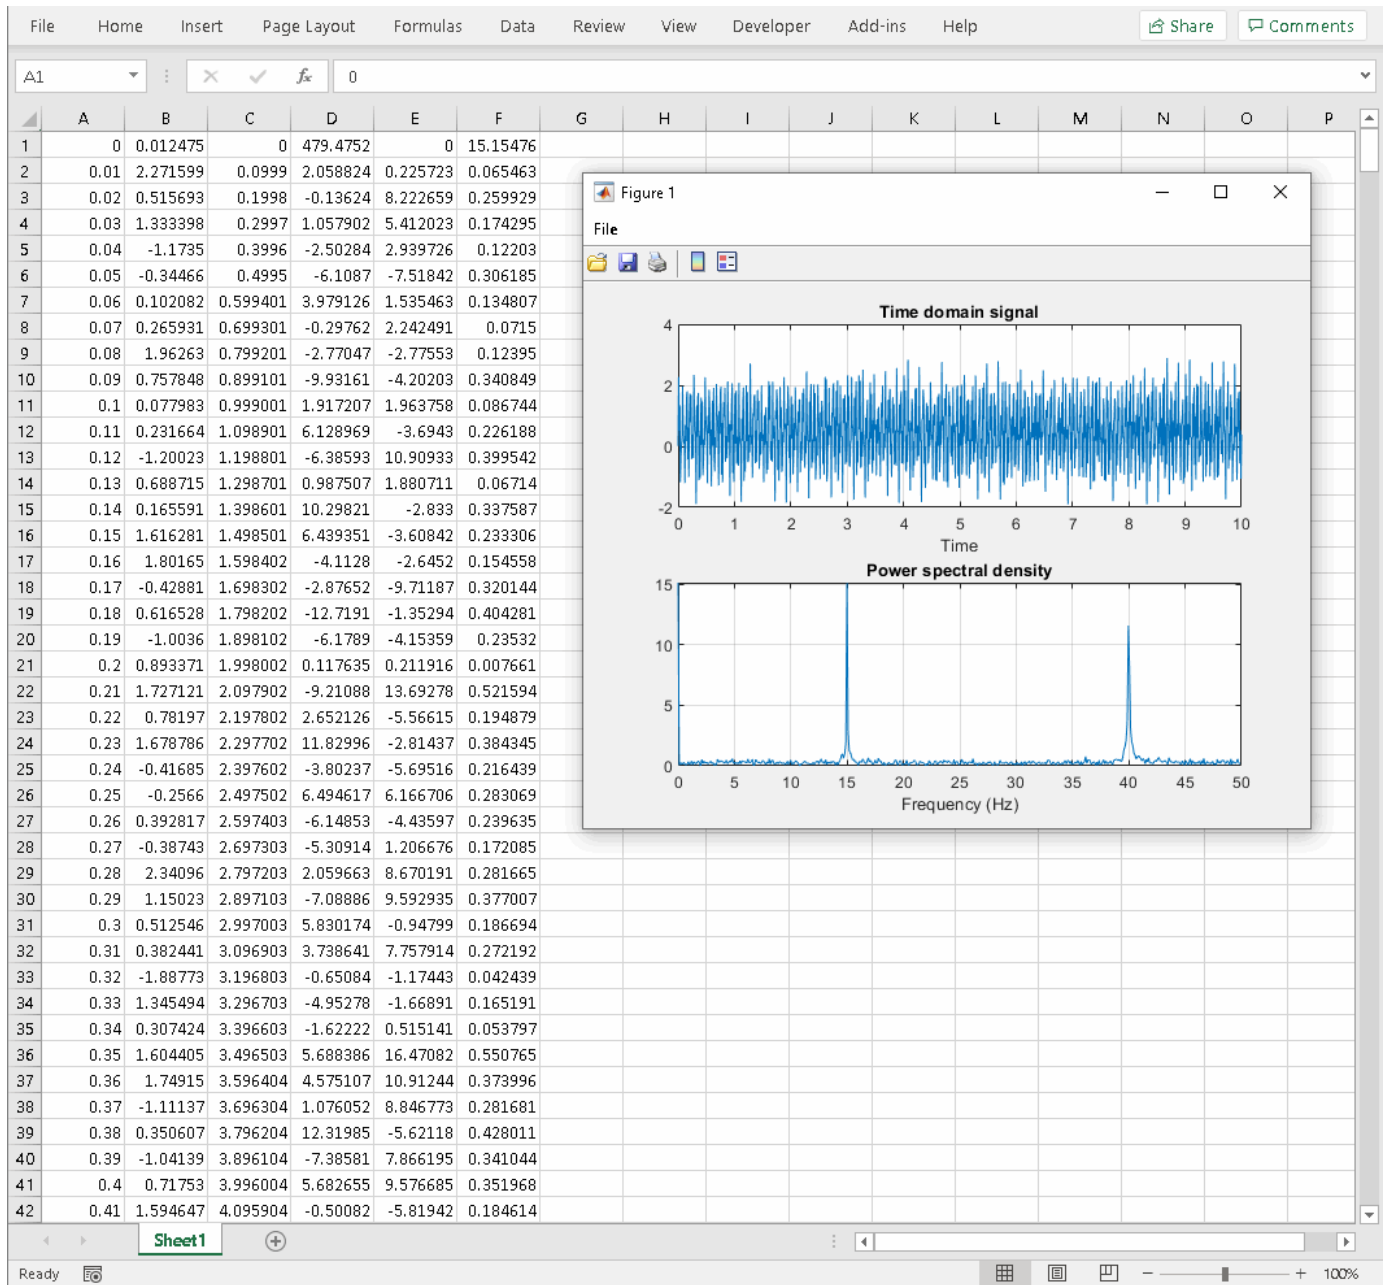 File Home Insert Page Layout Formulas Data Review View Developer Add-ins Help Share Comments
A1 fx 0
A B C D E F G H I J K L M N O P
1 0 0.012475 0 479.4752 0 15.15476
2 0.01 2.271599 0.0999 2.058824 0.225723 0.065463
3 0.02 0.515693 0.1998 -0.13624 8.222659 0.259929
4 0.03 1.333398 0.2997 1.057902 5.412023 0.174295
5 0.04 -1.1735 0.3996 -2.50284 2.939726 0.12203
6 0.05 -0.34466 0.4995 -6.1087 -7.51842 0.306185
7 0.06 0.102082 0.599401 3.979126 1.535463 0.134807
8 0.07 0.265931 0.699301 -0.29762 2.242491 0.0715
9 0.08 1.96263 0.799201 -2.77047 -2.77553 0.12395
10 0.09 0.757848 0.899101 -9.93161 -4.20203 0.340849
11 0.1 0.077983 0.999001 1.917207 1.963758 0.086744
12 0.11 0.231664 1.098901 6.128969 -3.6943 0.226188
13 0.12 -1.20023 1.198801 -6.38593 10.90933 0.399542
14 0.13 0.688715 1.298701 0.987507 1.880711 0.06714
15 0.14 0.165591 1.398601 10.29821 -2.833 0.337587
16 0.15 1.616281 1.498501 6.439351 -3.60842 0.233306
17 0.16 1.80165 1.598402 -4.1128 -2.6452 0.154558
18 0.17 -0.42881 1.698302 -2.87652 -9.71187 0.320144
19 0.18 0.616528 1.798202 -12.7191 -1.35294 0.404281
20 0.19 -1.0036 1.898102 -6.1789 -4.15359 0.23532
21 0.2 0.893371 1.998002 0.117635 0.211916 0.007661
22 0.21 1.727121 2.097902 -9.21088 13.69278 0.521594
23 0.22 0.78197 2.197802 2.652126 -5.56615 0.194879
24 0.23 1.678786 2.297702 11.82996 -2.81437 0.384345
25 0.24 -0.41685 2.397602 -3.80237 -5.69516 0.216439
26 0.25 -0.2566 2.497502 6.494617 6.166706 0.283069
27 0.26 0.392817 2.597403 -6.14853 -4.43597 0.239635
28 0.27 -0.38743 2.697303 -5.30914 1.206676 0.172085
29 0.28 2.34096 2.797203 2.059663 8.670191 0.281665
30 0.29 1.15023 2.897103 -7.08886 9.592935 0.377007
31 0.3 0.512546 2.997003 5.830174 -0.94799 0.186694
32 0.31 0.382441 3.096903 3.738641 7.757914 0.272192
33 0.32 -1.88773 3.196803 -0.65084 -1.17443 0.042439
34 0.33 1.345494 3.296703 -4.95278 -1.66891 0.165191
35 0.34 0.307424 3.396603 -1.62222 0.515141 0.053797
36 0.35 1.604405 3.496503 5.688386 16.47082 0.550765
37 0.36 1.74915 3.596404 4.575107 10.91244 0.373996
38 0.37 -1.11137 3.696304 1.076052 8.846773 0.281681
39 0.38 0.350607 3.796204 12.31985 -5.62118 0.428011
40 0.39 -1.04139 3.896104 -7.38581 7.866195 0.341044
41 0.4 0.71753 3.996004 5.682655 9.576685 0.351968
42 0.41 1.594647 4.095904 -0.50082 -5.81942 0.184614
Figure 1
File
Time domain signal
4
2
0
-2
0 1 2 3 4 5 6 7 8 9 10
Time
Power spectral density
15
10
5
0
0 5 10 15 20 25 30 35 40 45 50
Frequency (Hz)
Sheet1
Ready 100%